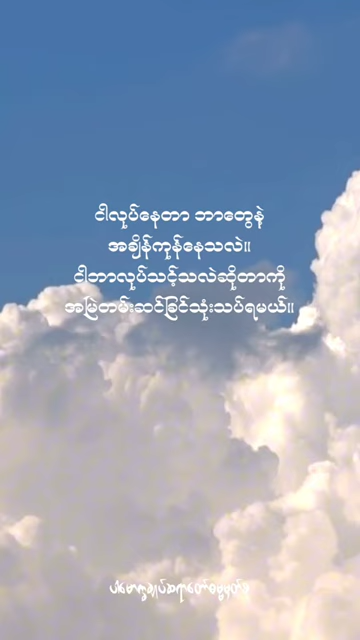 ငါလုပ်နေတာ ဘာတွေနဲ့
အချိန်ကုန်နေသလဲ။
ငါဘာလုပ်သင့်သလဲဆိုတာကို
အမြဲတမ်းဆင်ခြင်သုံးသပ်ရမယ်။